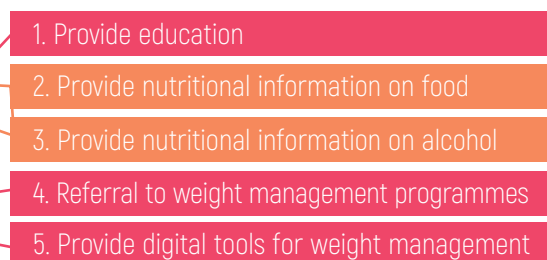 1. Provide education
2. Provide nutritional information on food
3. Provide nutritional information on alcohol
4. Referral to weight management programmes
5. Provide digital tools for weight management